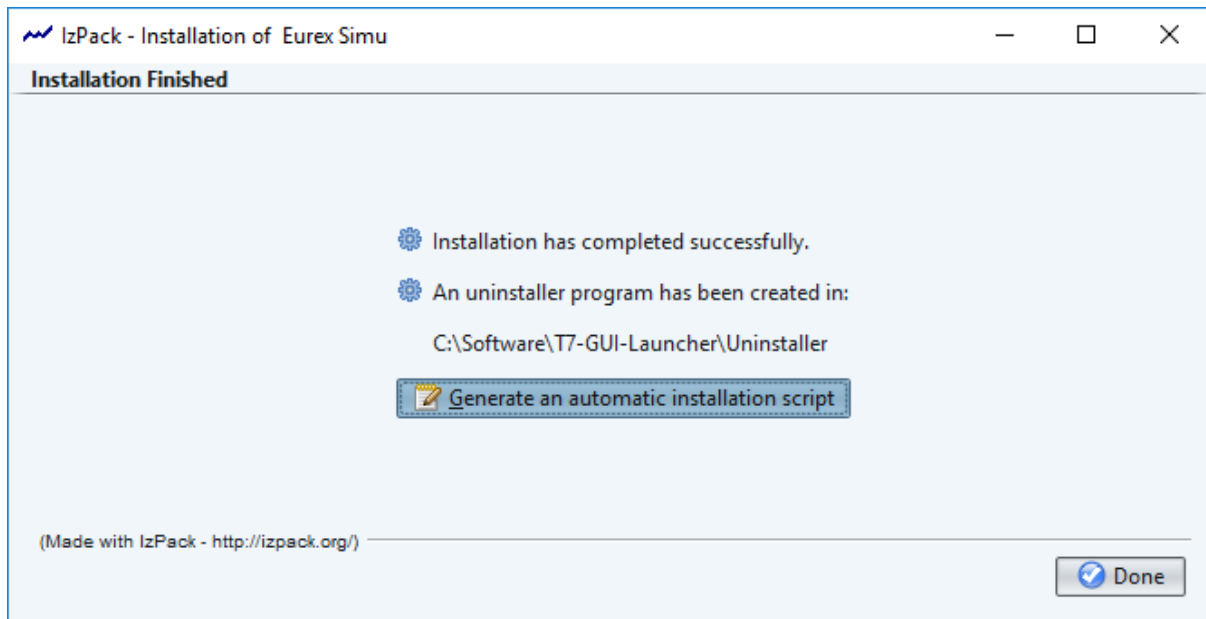 IzPack - Installation of Eurex Simu
Installation Finished
Installation has completed successfully.
An uninstaller program has been created in:
C:\Software\T7-GUI-Launcher\Uninstaller
Generate an automatic installation script
(Made with IzPack - http://izpack.org/)
Done